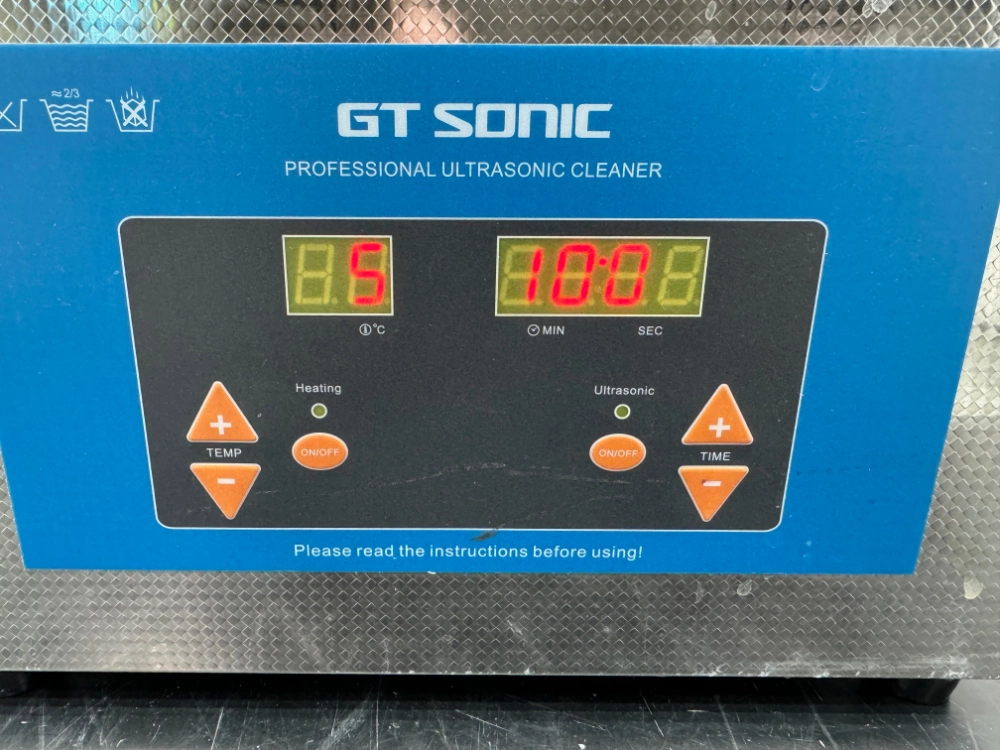 ≈2/3
GT SONIC
PROFESSIONAL ULTRASONIC CLEANER
5
10:0
°C
MIN
SEC
Heating
Ultrasonic
+
+
TEMP
ON/OFF
ON/OFF
TIME
-
-
Please read the instructions before using!